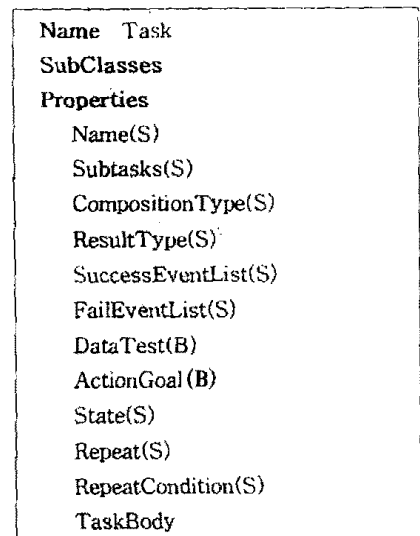 Name Task
SubClasses
Properties
Name(S)
Subtasks(S)
CompositionType(S)
ResultType(S)
SuccessEventList(S)
FailEventList(S)
DataTest(B)
ActionGoal(B)
State(S)
Repeat(S)
RepeatCondition(S)
TaskBody